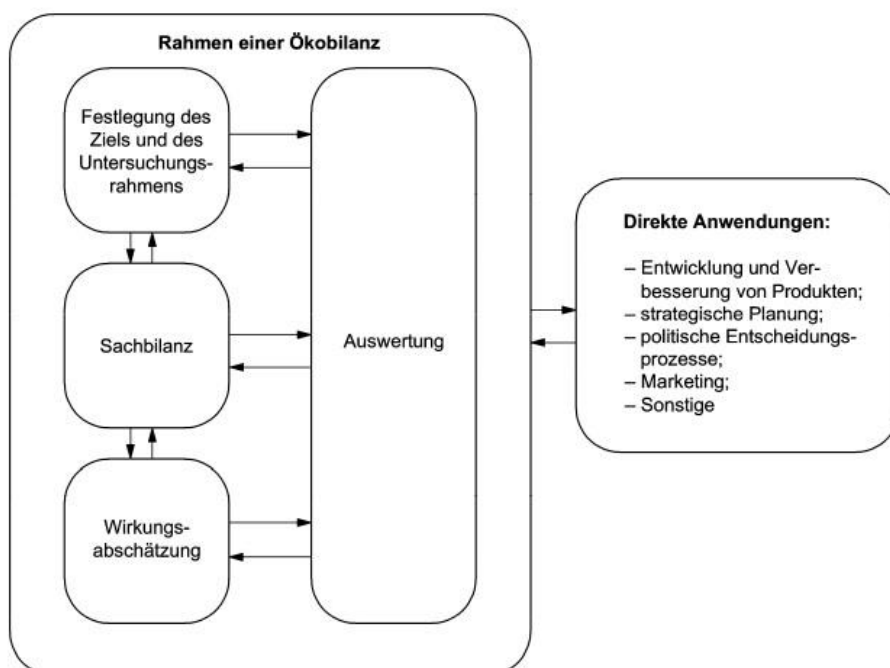 Rahmen einer Ökobilanz
Festlegung des
Ziels und des
Untersuchungs-
rahmens
Sachbilanz
Wirkungs-
abschätzung
Auswertung
Direkte Anwendungen:
– Entwicklung und Ver-
besserung von Produkten;
– strategische Planung;
– politische Entscheidungs-
prozesse;
– Marketing;
– Sonstige